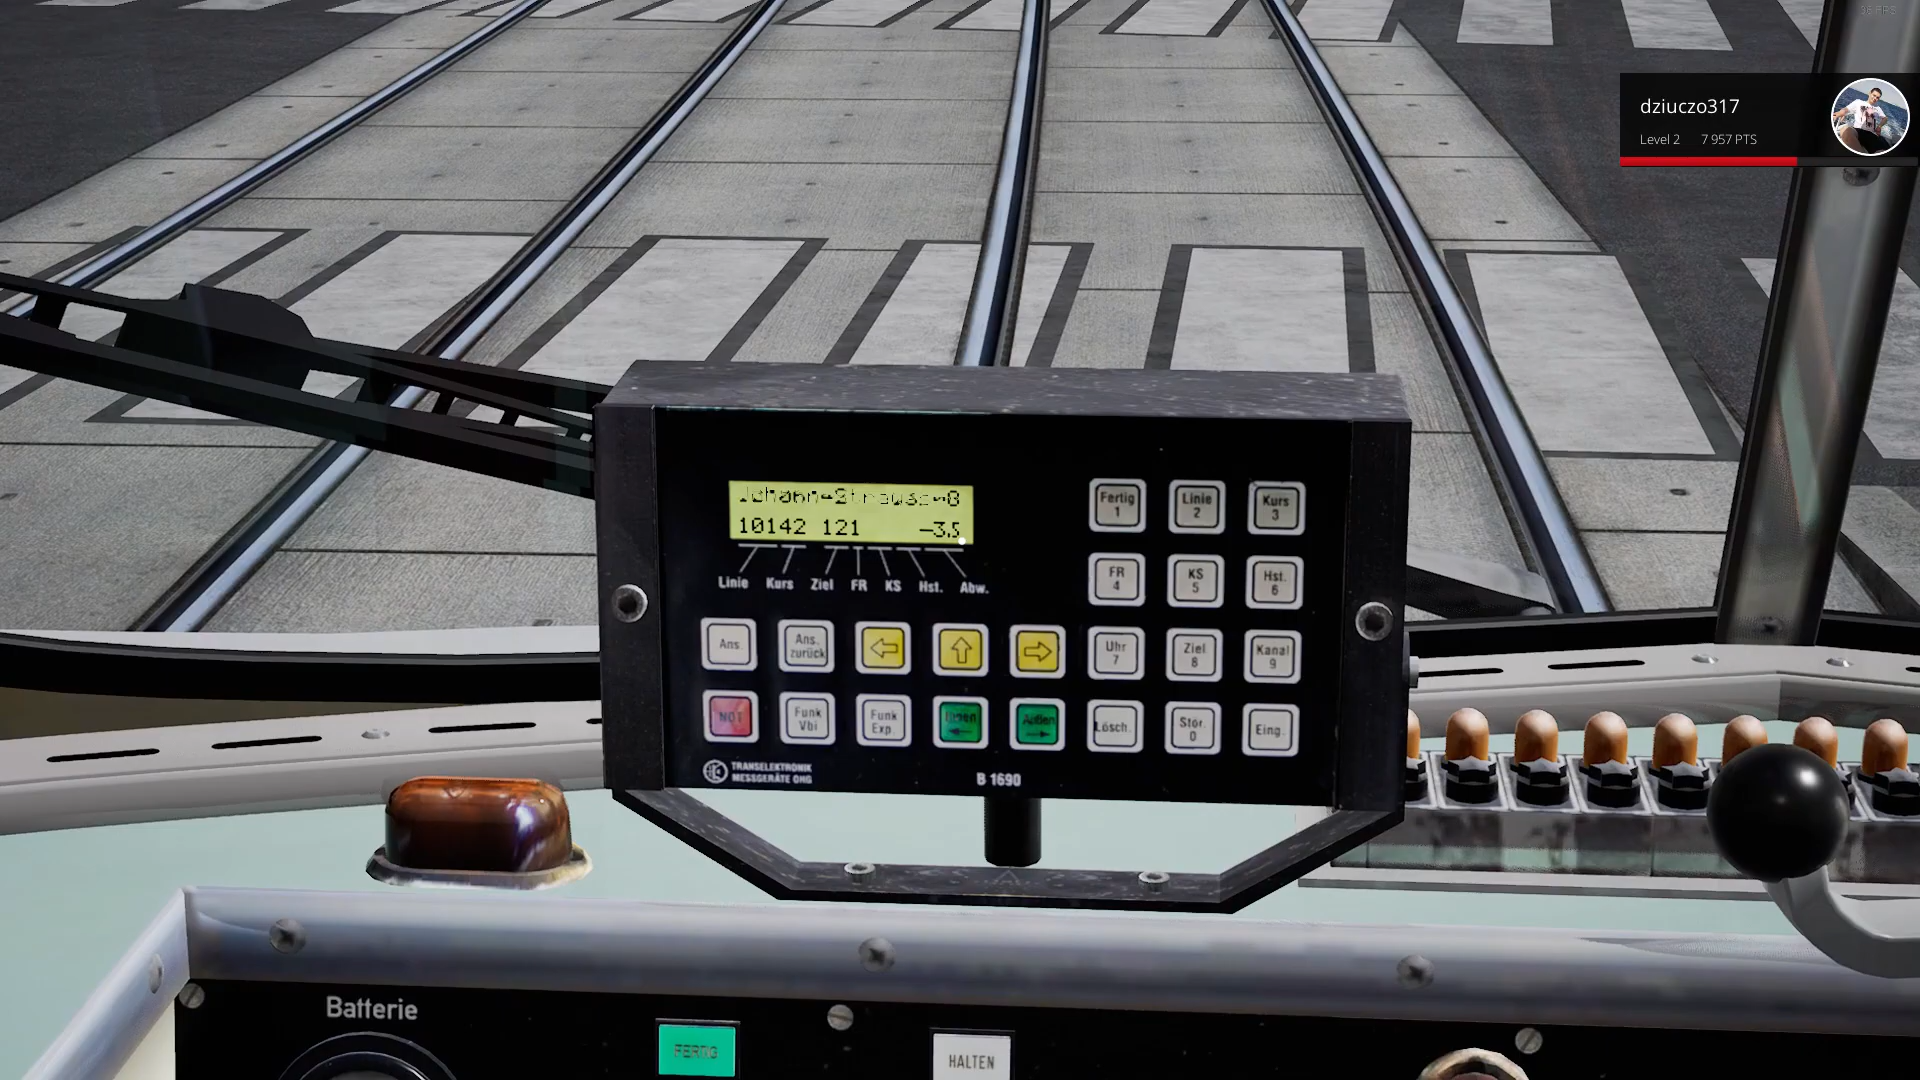 96 FPS
dziuczo317
Level 2 7 957 PTS
Johann-Strauss-G
10142 121 -3.5
Linie Kurs Ziel FR KS Hst. Abw.
Fertig 1
Linie 2
Kurs 3
FR 4
KS 5
Hst. 6
Ans.
Ans. zurück
Uhr 7
Ziel 8
Kanal 9
NOT
Funk Vbi
Funk Exp.
Innen
Außen
Lösch.
Stör. 0
Eing.
TRANSELEKTRONIK
MESSGERÄTE OHG
B 1690
Batterie
FERTIG
HALTEN